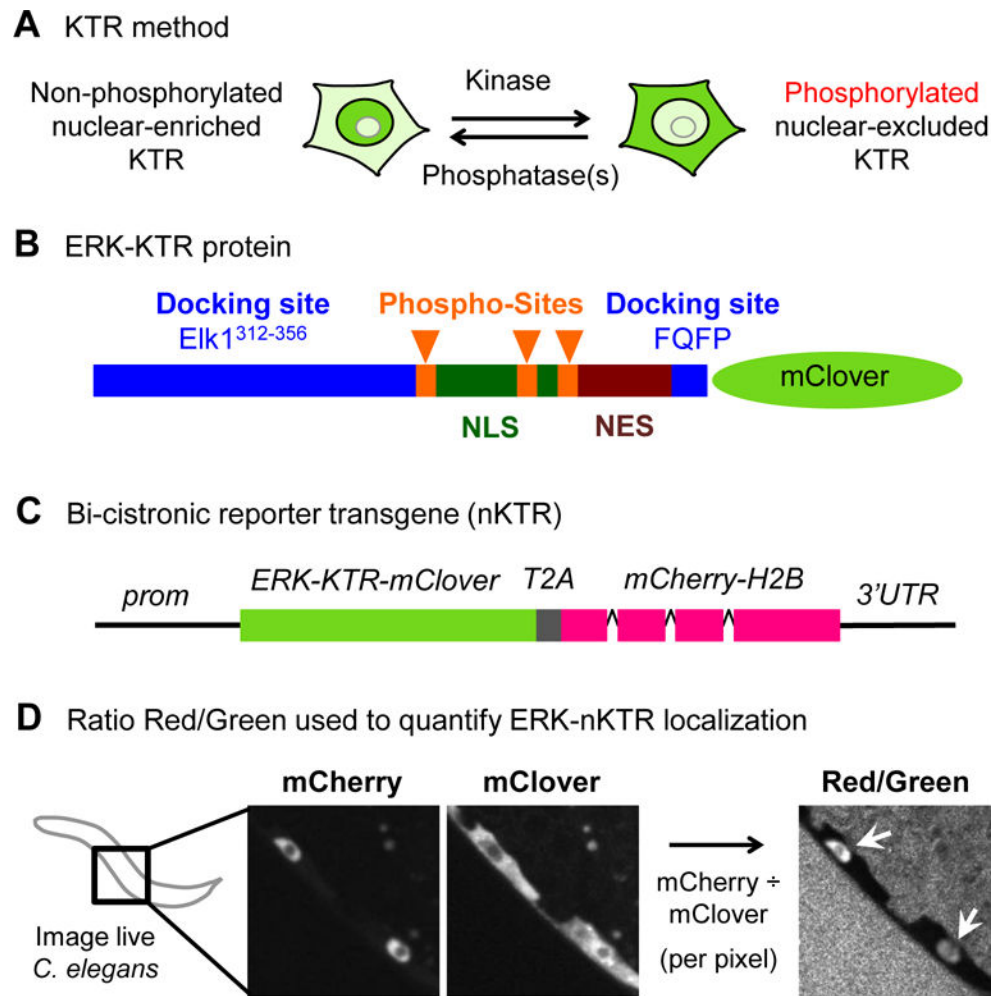 A KTR method
Non-phosphorylated
nuclear-enriched
KTR
Kinase
Phosphatase(s)
Phosphorylated
nuclear-excluded
KTR
B ERK-KTR protein
Docking site
Elk1312-356
Phospho-Sites
Docking site
FQFP
mClover
NLS
NES
C Bi-cistronic reporter transgene (nKTR)
prom
ERK-KTR-mClover
T2A
mCherry-H2B
3'UTR
D Ratio Red/Green used to quantify ERK-nKTR localization
Image live
C. elegans
mCherry
mClover
mCherry ÷
mClover
(per pixel)
Red/Green